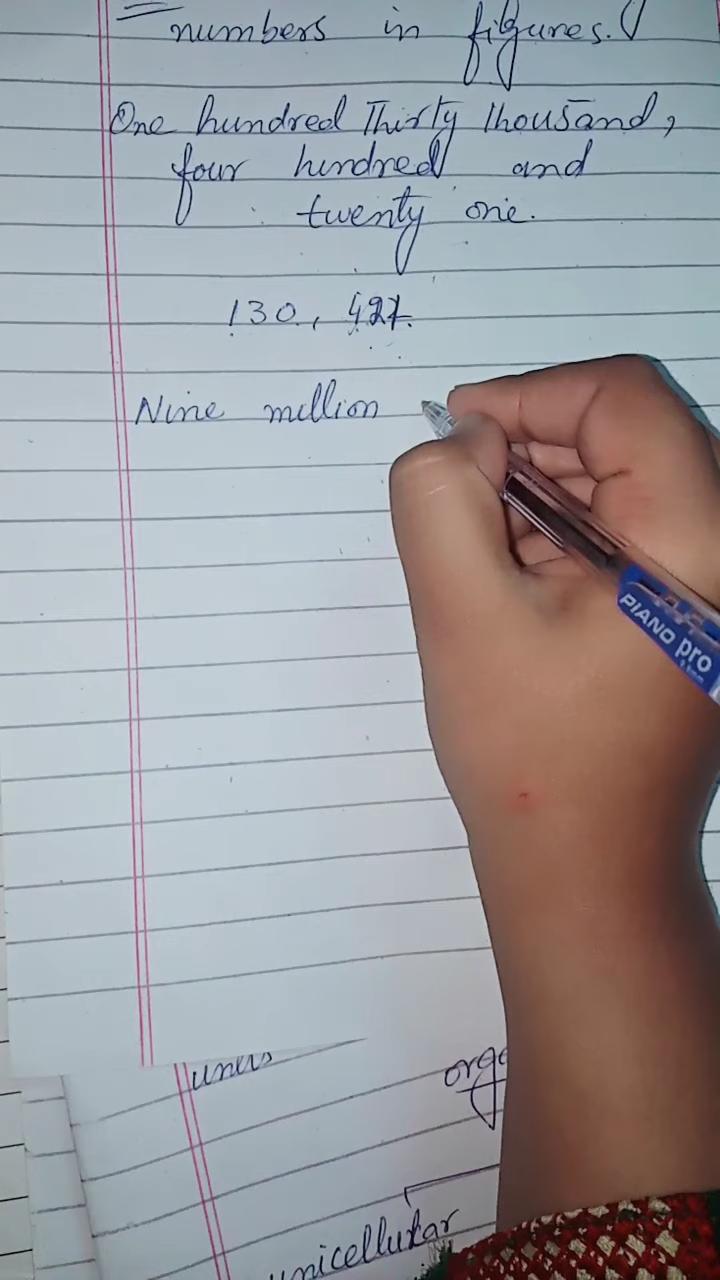 numbers in figures.
One hundred Thirty Thousand,
four hundred and
twenty one.
130, 421.
Nine million
PIANO pro
uners
unicellular